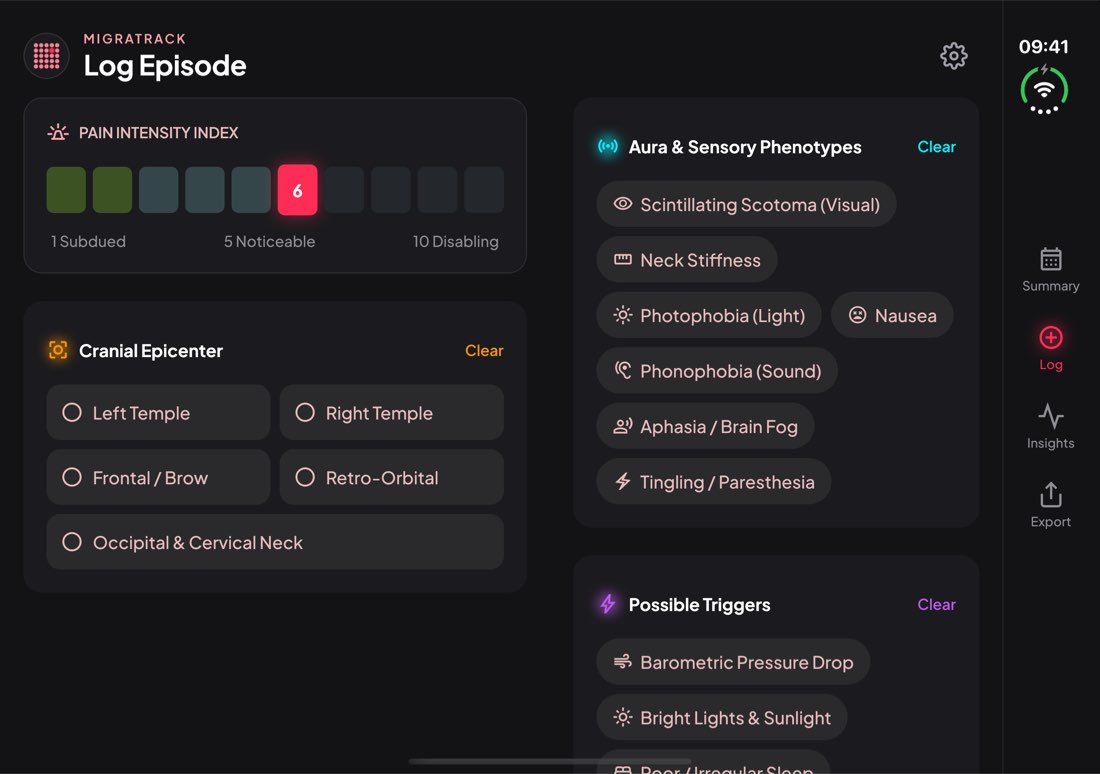 MIGRATRACK
Log Episode
PAIN INTENSITY INDEX
6
1 Subdued
5 Noticeable
10 Disabling
Cranial Epicenter
Clear
Left Temple
Right Temple
Frontal / Brow
Retro-Orbital
Occipital & Cervical Neck
Aura & Sensory Phenotypes
Clear
Scintillating Scotoma (Visual)
Neck Stiffness
Photophobia (Light)
Nausea
Phonophobia (Sound)
Aphasia / Brain Fog
Tingling / Paresthesia
Possible Triggers
Clear
Barometric Pressure Drop
Bright Lights & Sunlight
Poor / Irregular Sleep
09:41
Summary
Log
Insights
Export